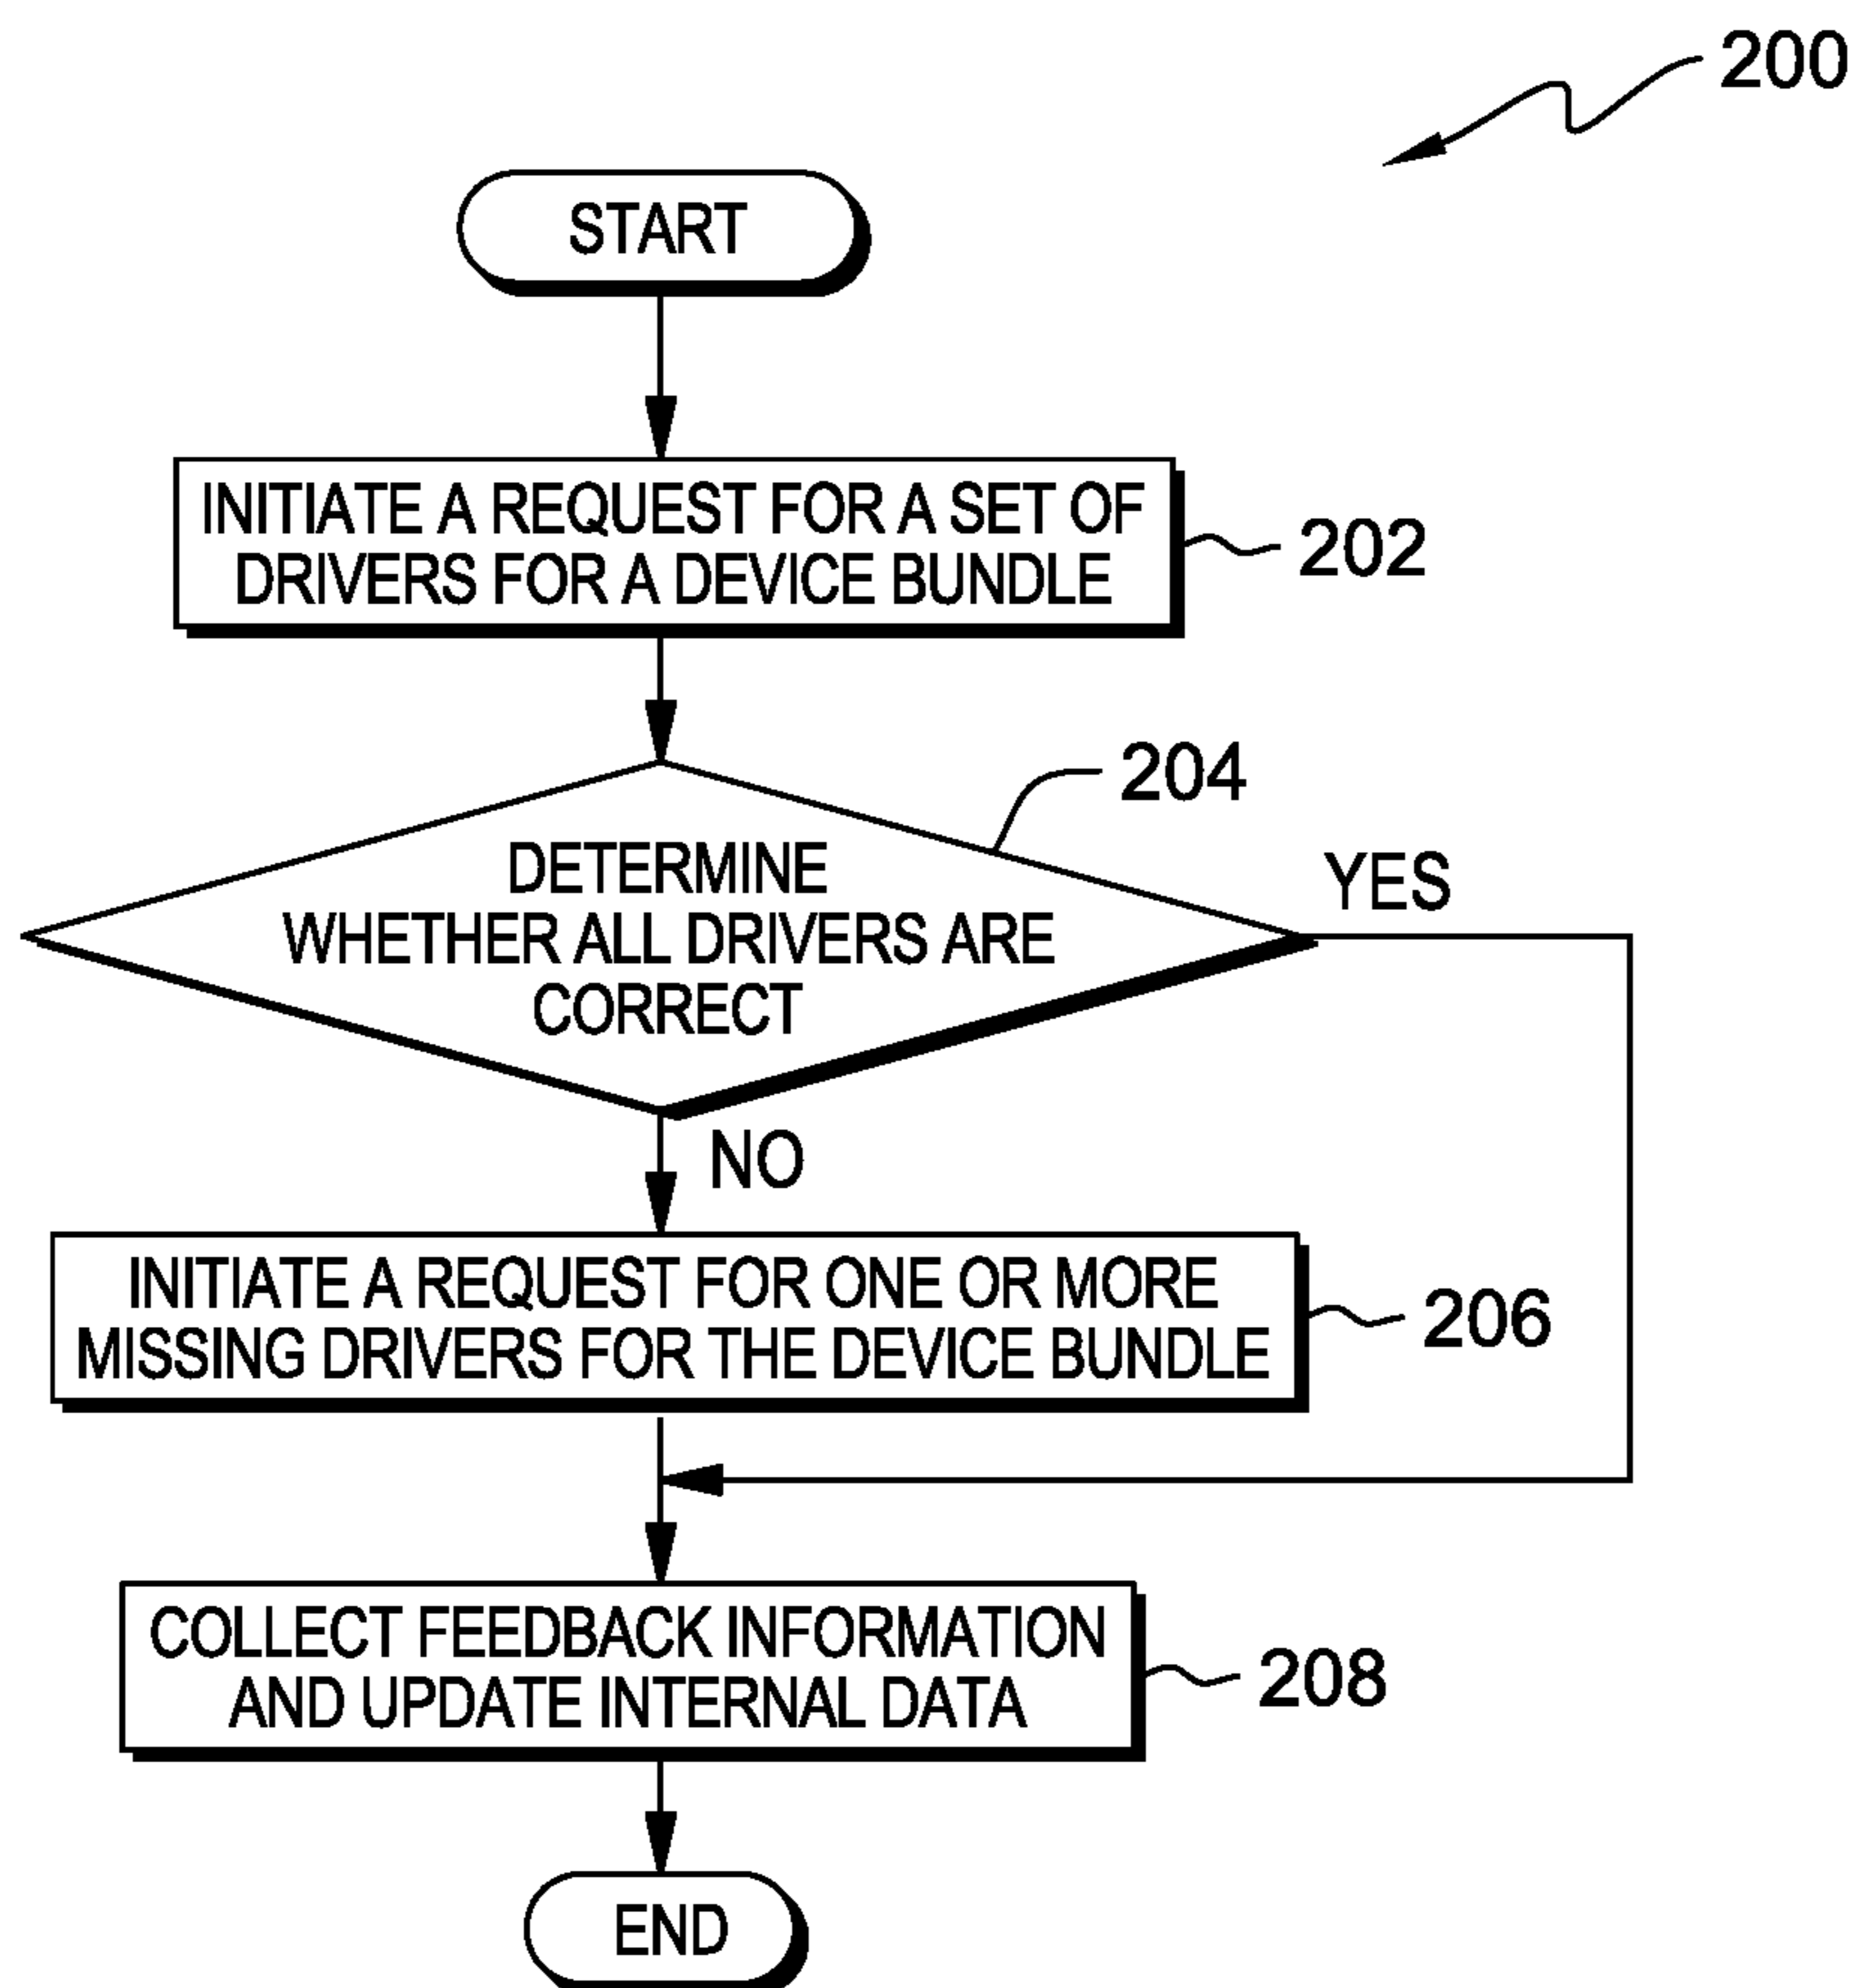 200
START
INITIATE A REQUEST FOR A SET OF
DRIVERS FOR A DEVICE BUNDLE
202
204
DETERMINE
WHETHER ALL DRIVERS ARE
CORRECT
YES
NO
INITIATE A REQUEST FOR ONE OR MORE
MISSING DRIVERS FOR THE DEVICE BUNDLE
206
COLLECT FEEDBACK INFORMATION
AND UPDATE INTERNAL DATA
208
END